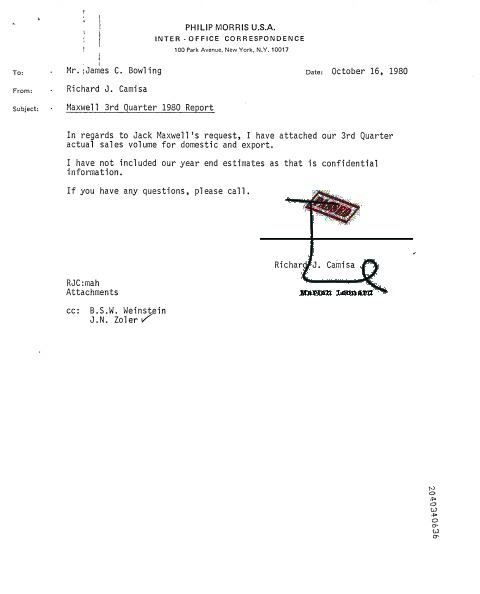 PHILIP MORRIS U.S.A.
INTER - OFFICE CORRESPONDENCE
100 Park Avenue, New York, N.Y. 10017
To: Mr. James C. Bowling Date: October 16, 1980
From: Richard J. Camisa
Subject: Maxwell 3rd Quarter 1980 Report
In regards to Jack Maxwell's request, I have attached our 3rd Quarter
actual sales volume for domestic and export.
I have not included our year end estimates as that is confidential
information.
If you have any questions, please call.
Richard J. Camisa
RJC:mah
Attachments
cc: B.S.W. Weinstein
J.N. Zoler
2040340636